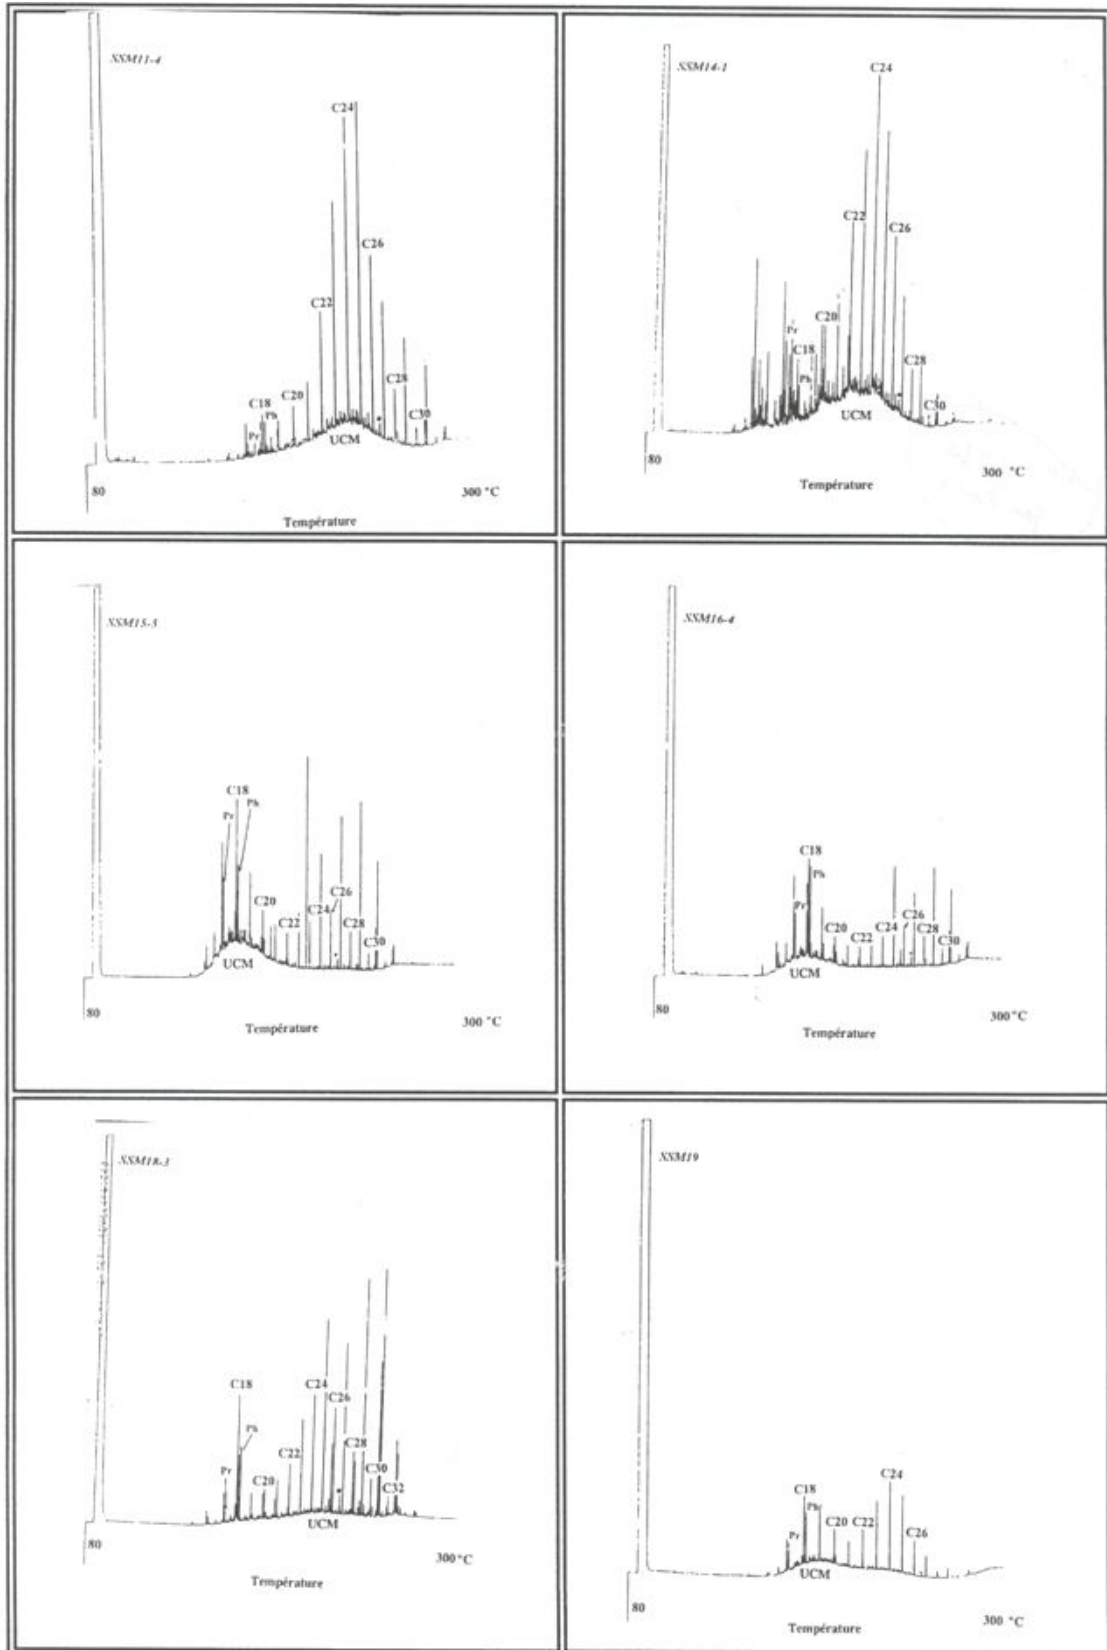 SSM11-4
C24
C26
C22
C18
Ph
C20
C28
Pr
C30
UCM
80
300 °C
Température
SSM14-1
C24
C22
C26
C20
Pr
C18
C28
Ph
C30
UCM
80
300 °C
Température
SSM15-5
C18
Ph
Pr
C26
C20
C24
C22
C28
C30
UCM
80
300 °C
Température
SSM16-4
C18
Ph
Pr
C26
C20
C22
C24
C28
C30
UCM
80
300 °C
Température
SSM18-3
C18
C24
C26
Ph
C28
C22
Pr
C20
C30
C32
UCM
80
300°C
Température
SSM19
C24
C18
Ph
C20
C22
C26
Pr
UCM
80
300 °C
Température